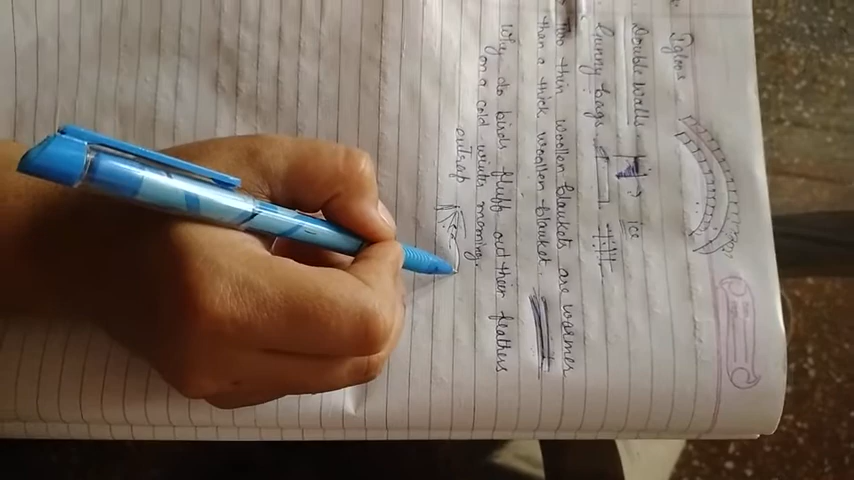 Igloos
Double walls
→ ice
Gunny bags
Two thin woollen blankets are warmer
than a thick woollen blanket.
Why do birds fluff out their feathers
on a cold winter morning.